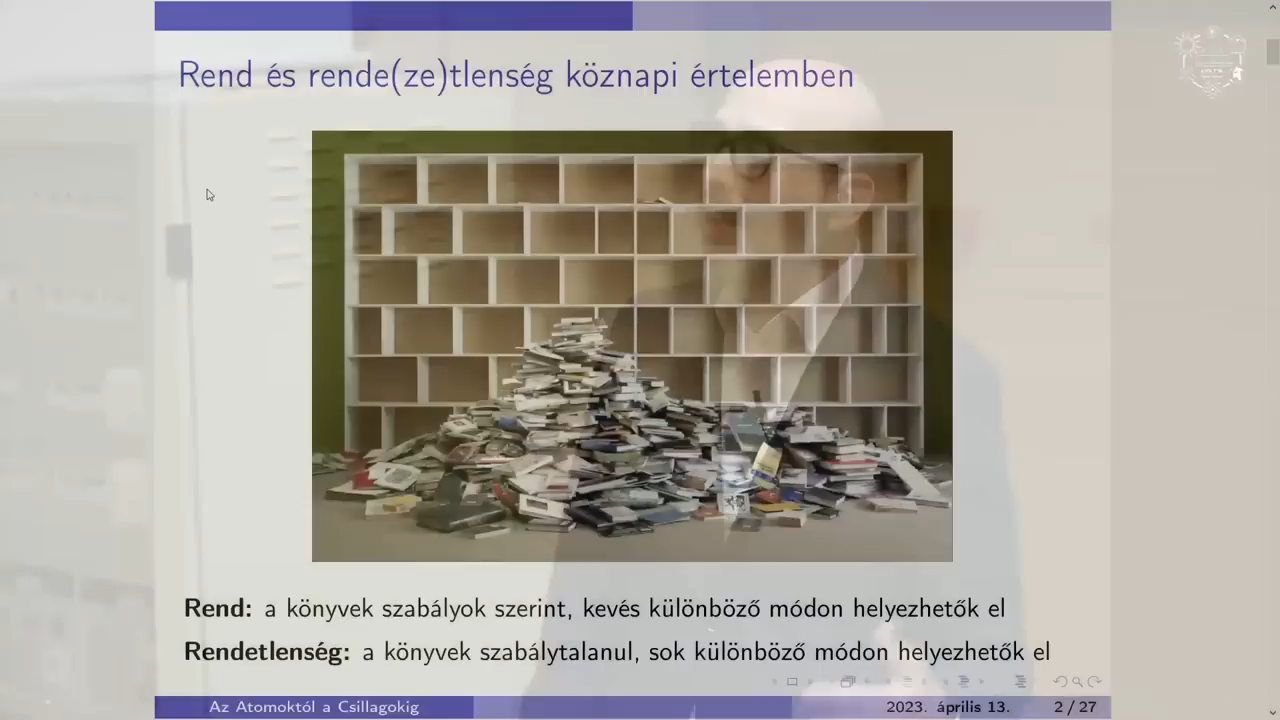 Rend és rende(ze)tlenség köznapi értelemben
Rend: a könyvek szabályok szerint, kevés különböző módon helyezhetők el
Rendetlenség: a könyvek szabálytalanul, sok különböző módon helyezhetők el
Az Atomoktól a Csillagokig 2023. április 13. 2 / 27